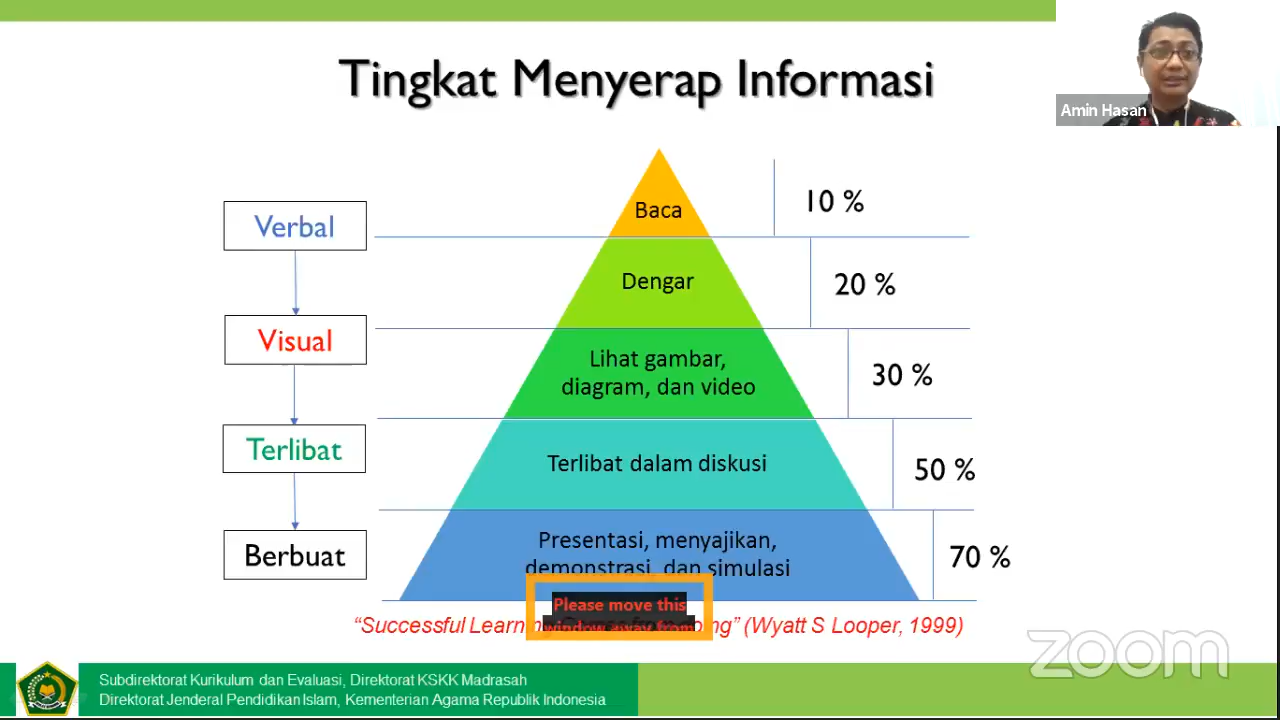 Tingkat Menyerap Informasi
Amin Hasan
Verbal
Visual
Terlibat
Berbuat
Baca
10 %
Dengar
20 %
Lihat gambar,
diagram, dan video
30 %
Terlibat dalam diskusi
50 %
Presentasi, menyajikan,
demonstrasi, dan simulasi
70 %
Please move this
window away from
“Successful Learning ing” (Wyatt S Looper, 1999)
zoom
Subdirektorat Kurikulum dan Evaluasi, Direktorat KSKK Madrasah
Direktorat Jenderal Pendidikan Islam, Kementerian Agama Republik Indonesia